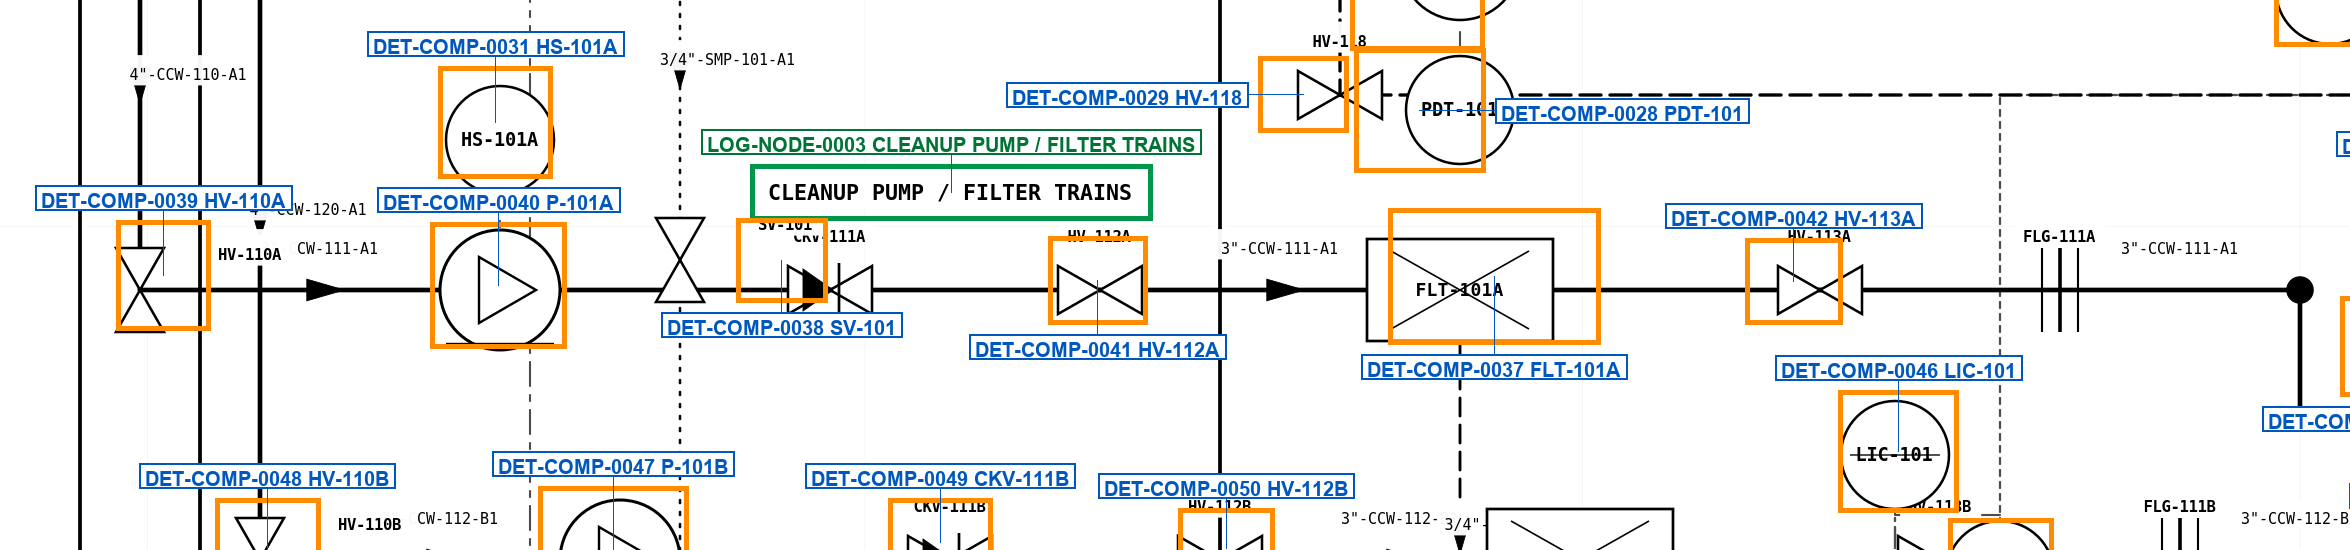 DET-COMP-0031 HS-101A
HV-118
3/4"-SMP-101-A1
4"-CCW-110-A1
DET-COMP-0029 HV-118
PDT-101
DET-COMP-0028 PDT-101
HS-101A
LOG-NODE-0003 CLEANUP PUMP / FILTER TRAINS
CLEANUP PUMP / FILTER TRAINS
DET-COMP-0039 HV-110A
DET-COMP-0040 P-101A
CCW-120-A1
DET-COMP-0042 HV-113A
SV-101
CKV-111A
HV-112A
HV-113A
FLG-111A
HV-110A
CW-111-A1
3"-CCW-111-A1
3"-CCW-111-A1
FLT-101A
DET-COMP-0038 SV-101
DET-COMP-0041 HV-112A
DET-COMP-0037 FLT-101A
DET-COMP-0046 LIC-101
LIC-101
DET-COMP-0048 HV-110B
DET-COMP-0047 P-101B
DET-COMP-0049 CKV-111B
DET-COMP-0050 HV-112B
CKV-111B
HV-112B
FLG-111B
HV-110B
CW-112-B1
3"-CCW-112-
3/4"-
3"-CCW-112-B